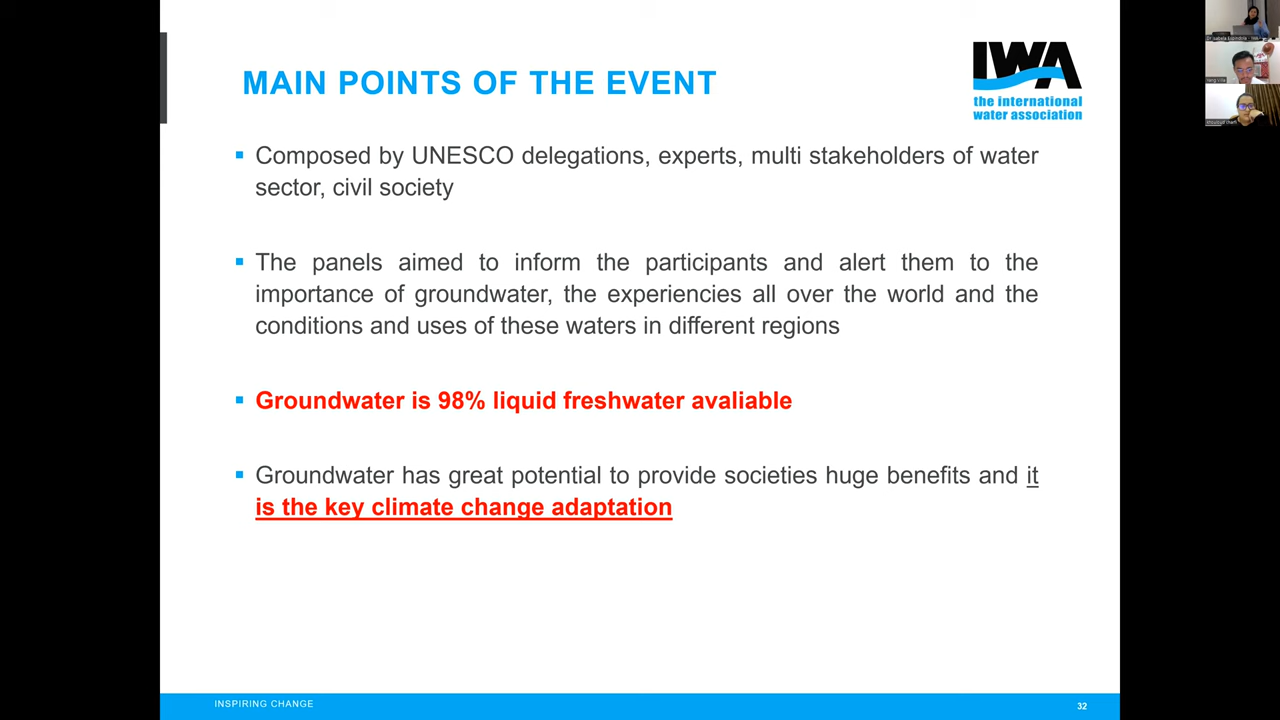 MAIN POINTS OF THE EVENT
IWA
the international
water association
Composed by UNESCO delegations, experts, multi stakeholders of water
sector, civil society
The panels aimed to inform the participants and alert them to the
importance of groundwater, the experiencies all over the world and the
conditions and uses of these waters in different regions
Groundwater is 98% liquid freshwater avaliable
Groundwater has great potential to provide societies huge benefits and it
is the key climate change adaptation
INSPIRING CHANGE
32